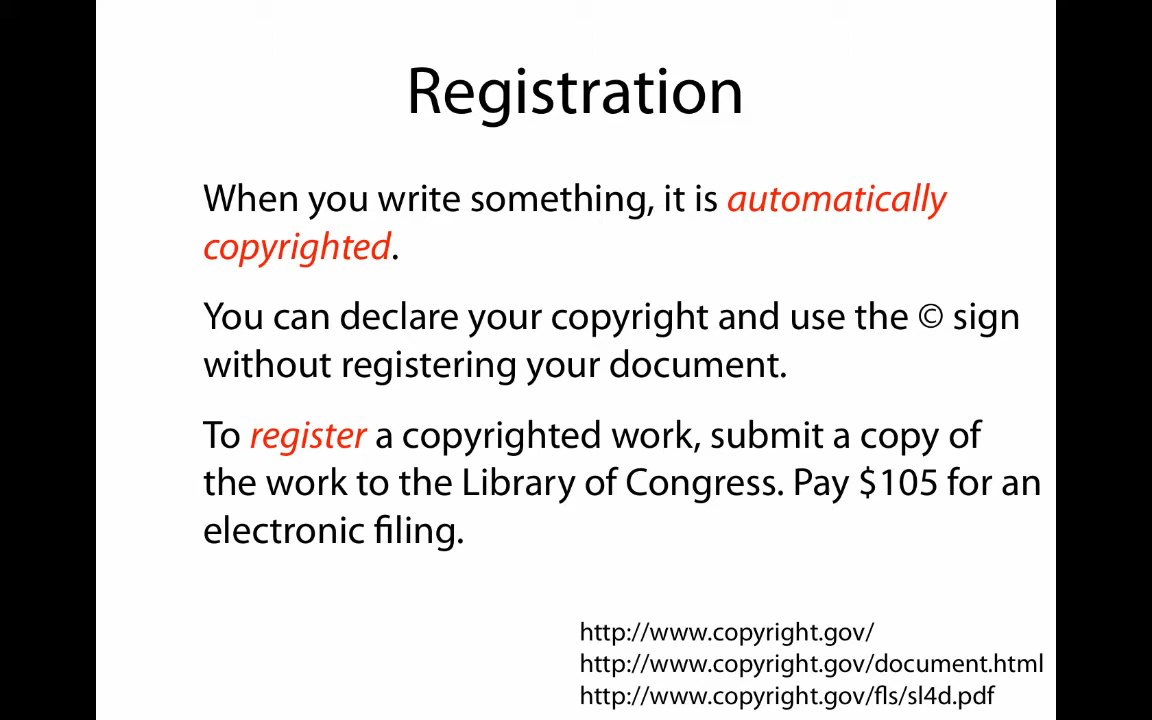 Registration
When you write something, it is automatically
copyrighted.
You can declare your copyright and use the © sign
without registering your document.
To register a copyrighted work, submit a copy of
the work to the Library of Congress. Pay $105 for an
electronic filing.
http://www.copyright.gov/
http://www.copyright.gov/document.html
http://www.copyright.gov/fls/sl4d.pdf